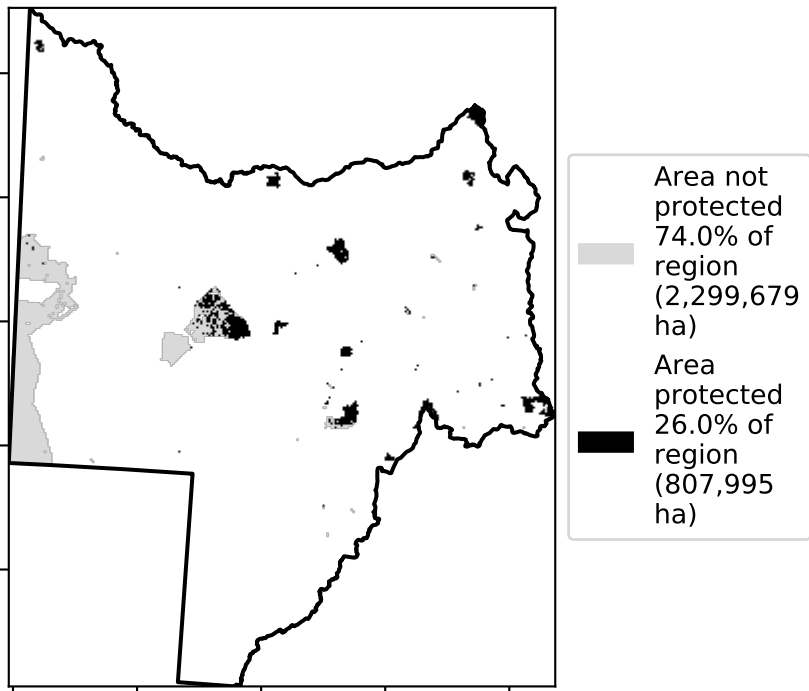 Area not
protected
74.0% of
region
(2,299,679
ha)
Area
protected
26.0% of
region
(807,995
ha)